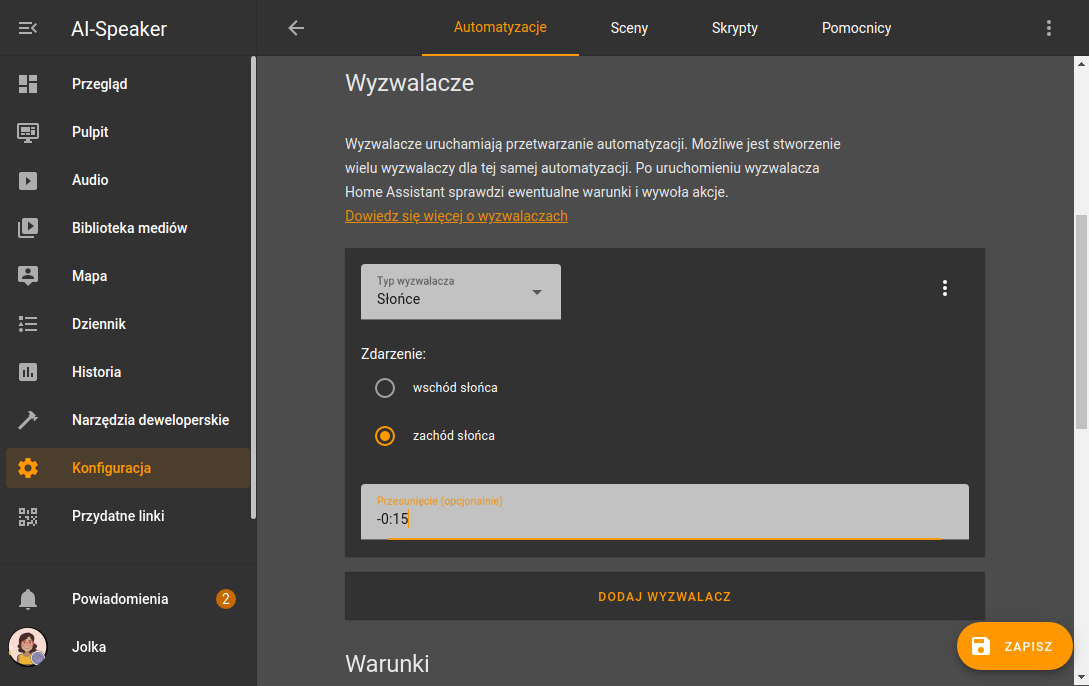 AI-Speaker
Automatyzacje
Sceny
Skrypty
Pomocnicy
Przegląd
Pulpit
Audio
Biblioteka mediów
Mapa
Dziennik
Historia
Narzędzia deweloperskie
Konfiguracja
Przydatne linki
Powiadomienia
2
Jolka
Wyzwalacze
Wyzwalacze uruchamiają przetwarzanie automatyzacji. Możliwe jest stworzenie
wielu wyzwalaczy dla tej samej automatyzacji. Po uruchomieniu wyzwalacza
Home Assistant sprawdzi ewentualne warunki i wywoła akcje.
Dowiedz się więcej o wyzwalaczach
Typ wyzwalacza
Słońce
Zdarzenie:
wschód słońca
zachód słońca
Przesunięcie (opcjonalnie)
-0:15
DODAJ WYZWALACZ
ZAPISZ
Warunki